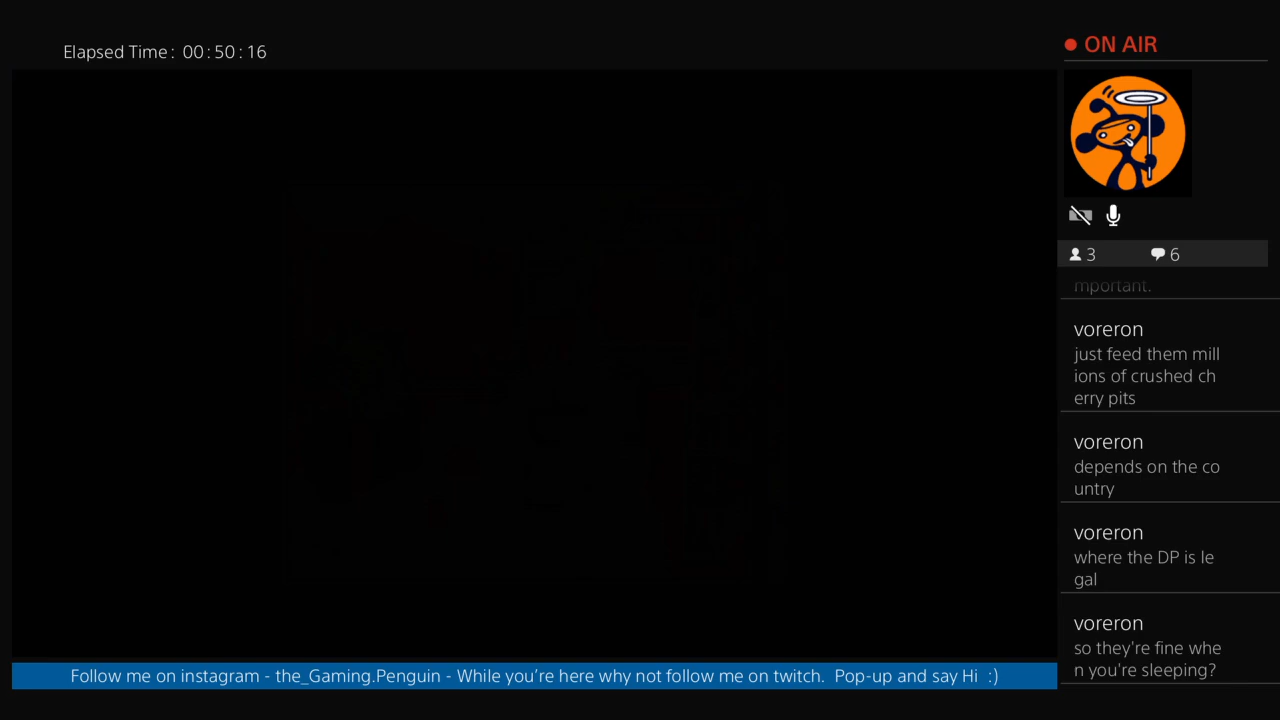 Elapsed Time: 00:50:16
ON AIR
3 6
mportant.
voreron
just feed them mill
ions of crushed ch
erry pits
voreron
depends on the co
untry
voreron
where the DP is le
gal
voreron
so they're fine whe
n you're sleeping?
Follow me on instagram - the_Gaming.Penguin - While you're here why not follow me on twitch.  Pop-up and say Hi  :)